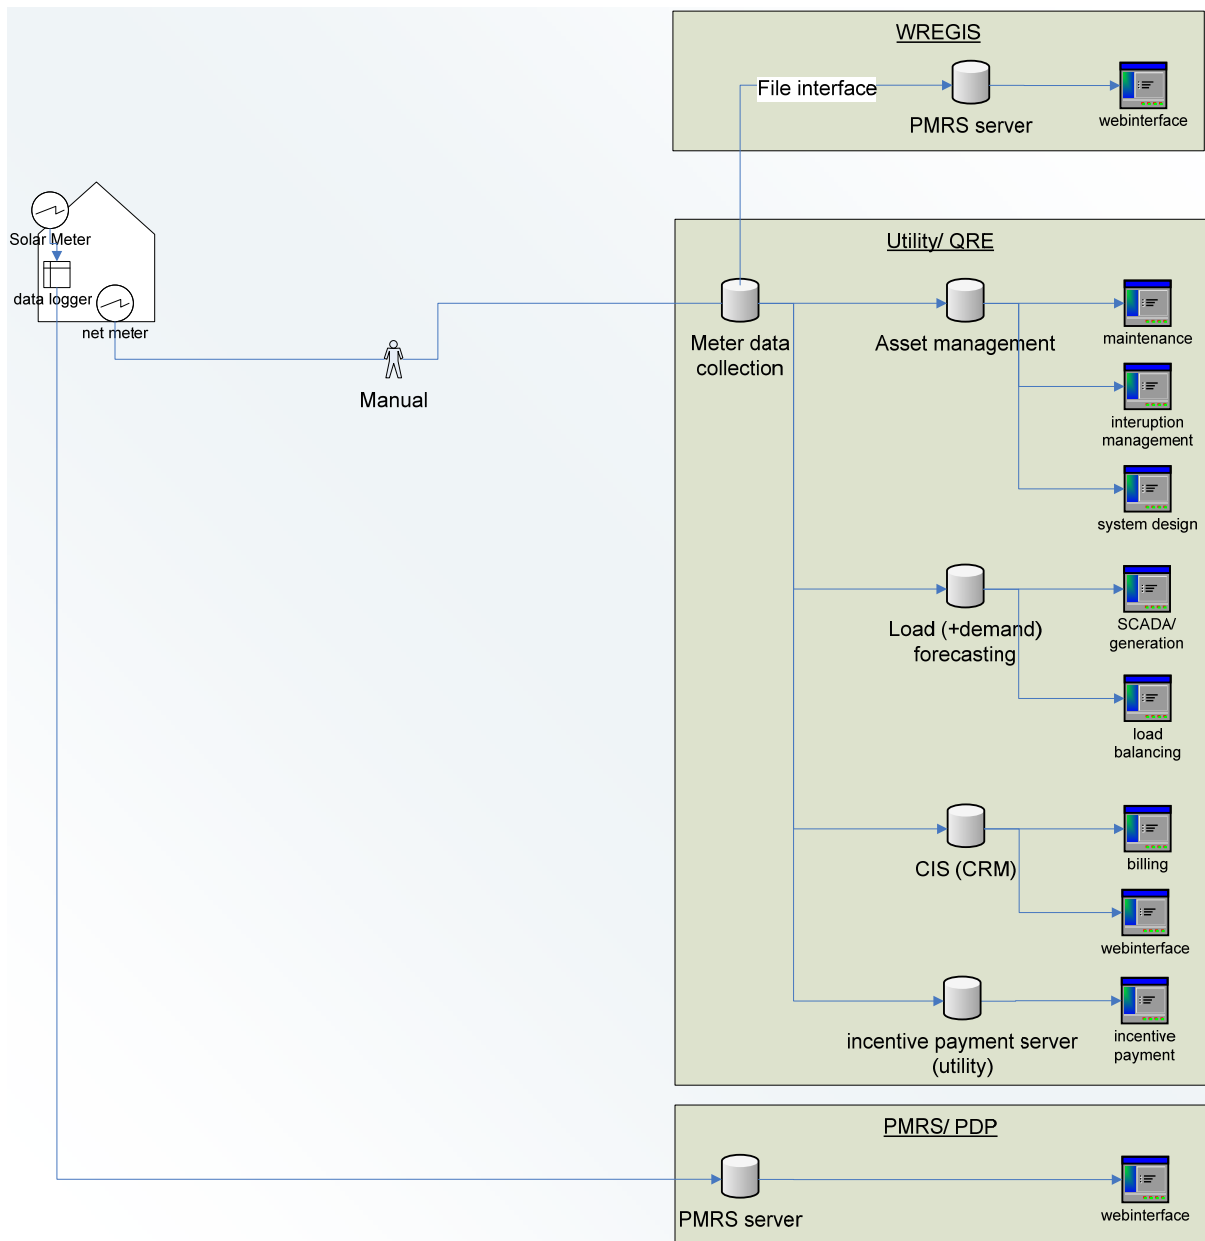 WREGIS
File interface
PMRS server
webinterface
Solar Meter
data logger
net meter
Manual
Utility/ QRE
Meter data
collection
Asset management
maintenance
interuption
management
system design
Load (+demand)
forecasting
SCADA/
generation
load
balancing
CIS (CRM)
billing
webinterface
incentive payment server
(utility)
incentive
payment
PMRS/ PDP
PMRS server
webinterface